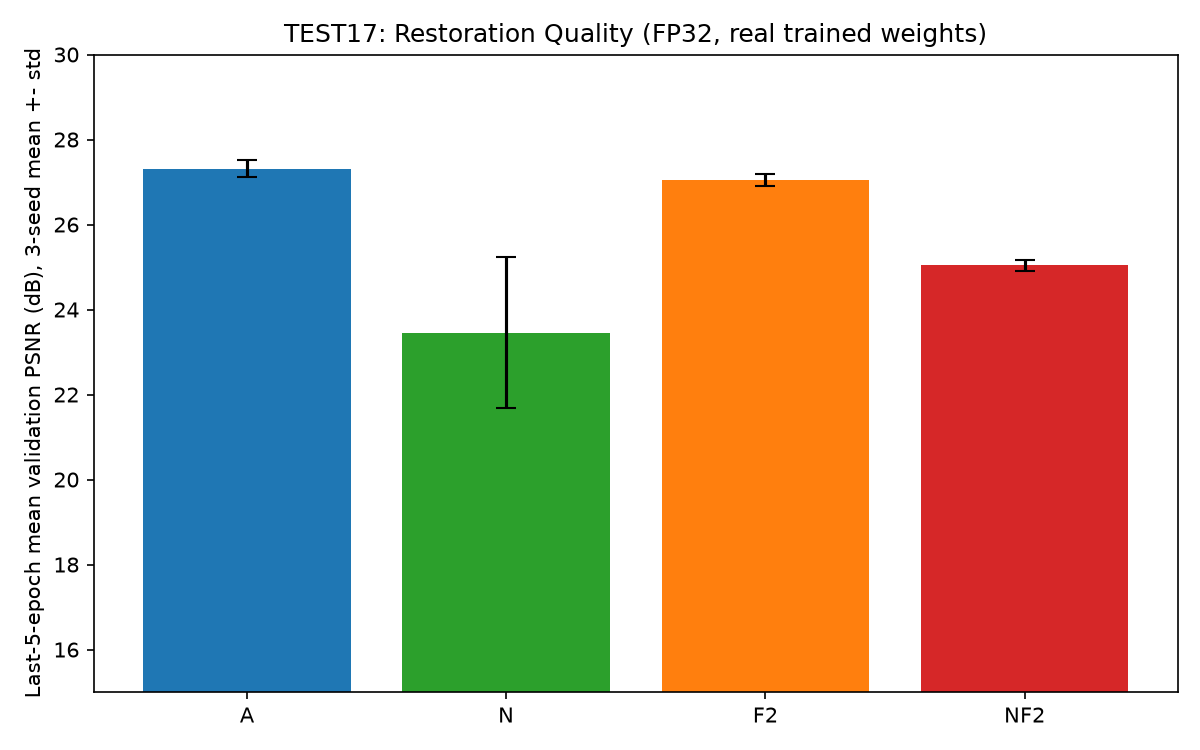 TEST17: Restoration Quality (FP32, real trained weights)
Last-5-epoch mean validation PSNR (dB), 3-seed mean +- std
30
28
26
24
22
20
18
16
A
N
F2
NF2